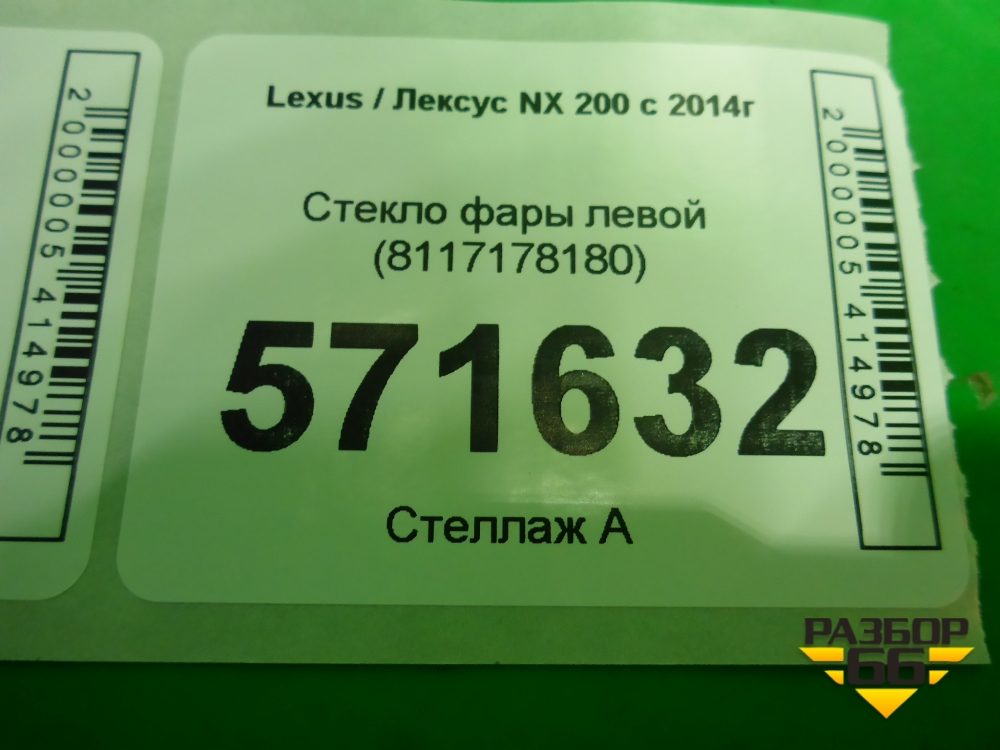 2000005414978
Lexus / Лексус NX 200 с 2014г
Стекло фары левой
(8117178180)
571632
Стеллаж А
2000005414978
РАЗБОР
66